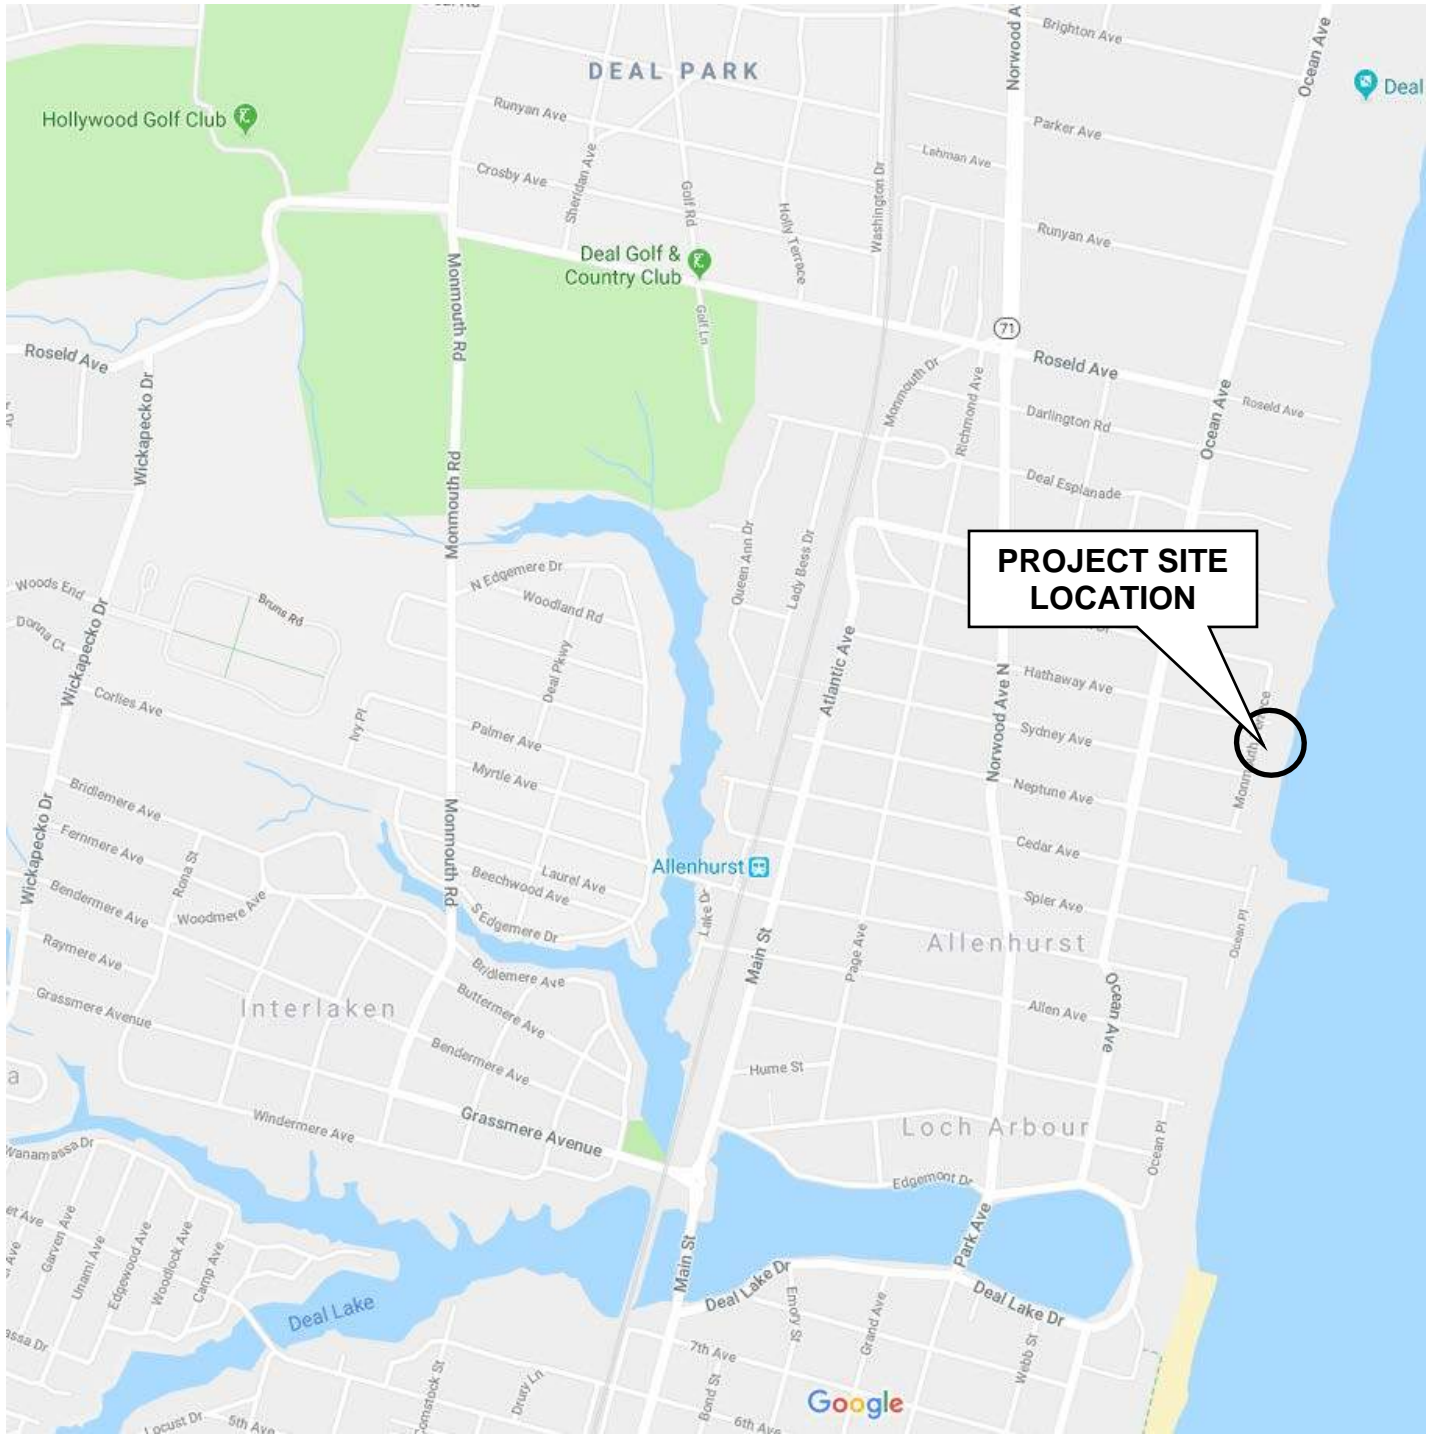 Brighton Ave
Norwood A
Ocean Ave
DEAL PARK
Deal
Hollywood Golf Club
Runyan Ave
Parker Ave
Lehman Ave
Crosby Ave
Sheridan Ave
Golf Rd
Holly Terrace
Washington Dr
Runyan Ave
Deal Golf &
Country Club
Monmouth Rd
Golf Ln
71
Roseld Ave
Roseld Ave
Monmouth Dr
Richmond Ave
Ocean Ave
Roseld Ave
Wickapecko Dr
Darlington Rd
Monmouth Rd
Deal Esplanade
Queen Ann Dr
Lady Bess Dr
PROJECT SITE
LOCATION
N Edgemere Dr
Woods End
Bruns Rd
Woodland Rd
Donna Ct
Wickapecko Dr
Deal Pkwy
Atlantic Ave
Hathaway Ave
Corlies Ave
Ivy Pl
Palmer Ave
Norwood Ave N
Sydney Ave
Myrtle Ave
Neptune Ave
Bridlemere Ave
Monmouth Rd
Wickapecko Dr
Fernmere Ave
Cedar Ave
Rona St
Allenhurst
Laurel Ave
Beechwood Ave
Bendermere Ave
Woodmere Ave
Lake Dr
Spier Ave
S Edgemere Dr
Ocean Pl
Raymere Ave
Main St
Page Ave
Allenhurst
Bridlemere Ave
Grassmere Avenue
Interlaken
Buttermere Ave
Ocean Ave
Allen Ave
Bendermere Ave
Hume St
a
Windermere Ave
Grassmere Avenue
Loch Arbour
Ocean Pl
Wanamassa Dr
Edgemont Dr
et Ave
Garven Ave
Unami Ave
Edgewood Ave
Woodlock Ave
Camp Ave
Main St
Park Ave
Deal Lake Dr
Deal Lake
Emory St
Grand Ave
Deal Lake Dr
assa Dr
7th Ave
Webb St
omstock St
Drury Ln
Bond St
Google
Locust Dr
5th Ave
6th Ave